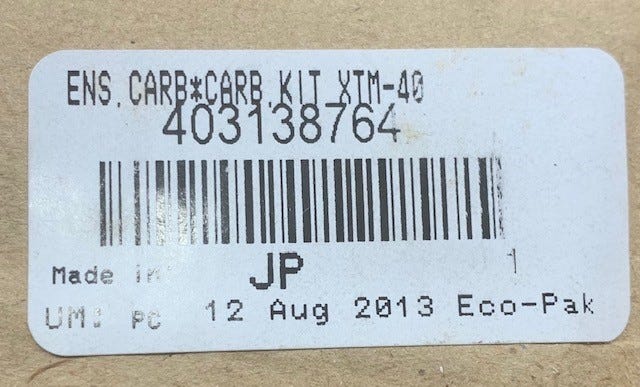 ENS.CARB*CARB.KIT XTM-40
403138764
Made in JP 1
UM: PC 12 Aug 2013 Eco-Pak